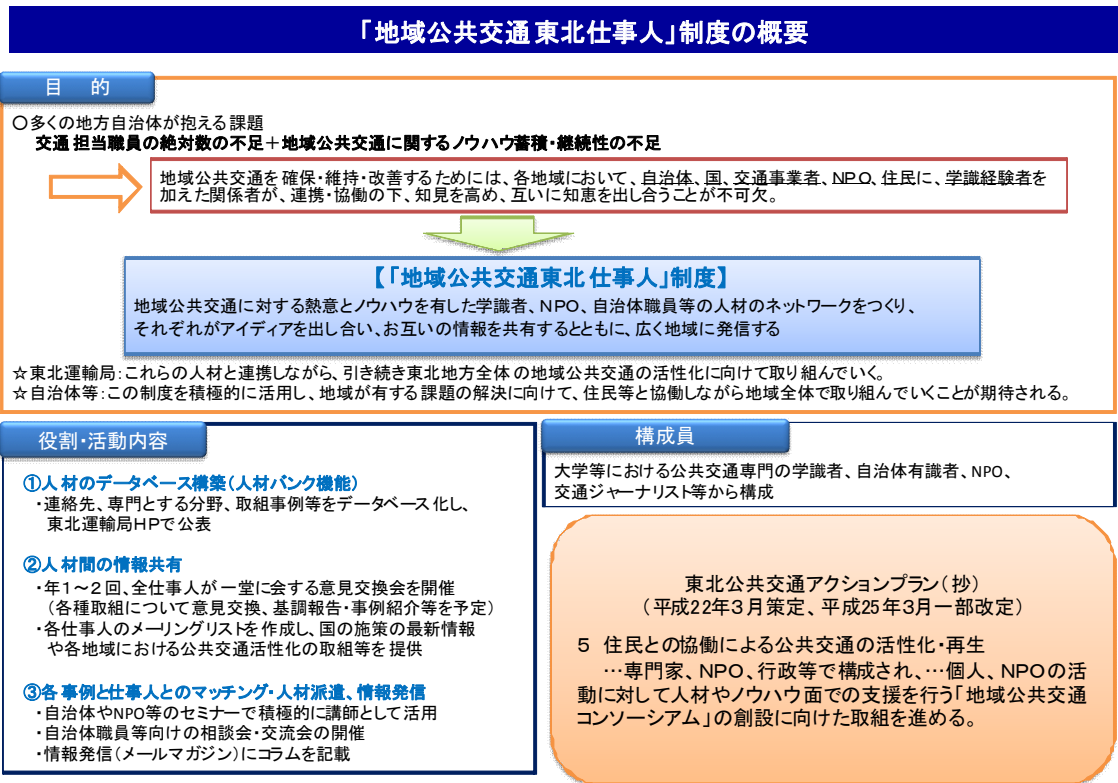 「地域公共交通東北仕事人」制度の概要
目 的
〇多くの地方自治体が抱える課題
交通担当職員の絶対数の不足＋地域公共交通に関するノウハウ蓄積・継続性の不足
地域公共交通を確保・維持・改善するためには、各地域において、自治体、国、交通事業者、NPO、住民に、学識経験者を
加えた関係者が、連携・協働の下、知見を高め、互いに知恵を出し合うことが不可欠。
【「地域公共交通東北仕事人」制度】
地域公共交通に対する熱意とノウハウを有した学識者、NPO、自治体職員等の人材のネットワークをつくり、
それぞれがアイディアを出し合い、お互いの情報を共有するとともに、広く地域に発信する
☆東北運輸局：これらの人材と連携しながら、引き続き東北地方全体の地域公共交通の活性化に向けて取り組んでいく。
☆自治体等：この制度を積極的に活用し、地域が有する課題の解決に向けて、住民等と協働しながら地域全体で取り組んでいくことが期待される。
役割・活動内容
①人材のデータベース構築（人材バンク機能）
・連絡先、専門とする分野、取組事例等をデータベース化し、
東北運輸局HPで公表
②人材間の情報共有
・年1～2回、全仕事人が一堂に会する意見交換会を開催
（各種取組について意見交換、基調報告・事例紹介等を予定）
・各仕事人のメーリングリストを作成し、国の施策の最新情報
や各地域における公共交通活性化の取組等を提供
③各事例と仕事人とのマッチング・人材派遣、情報発信
・自治体やNPO等のセミナーで積極的に講師として活用
・自治体職員等向けの相談会・交流会の開催
・情報発信（メールマガジン）にコラムを記載
構成員
大学等における公共交通専門の学識者、自治体有識者、NPO、
交通ジャーナリスト等から構成
東北公共交通アクションプラン（抄）
（平成22年3月策定、平成25年3月一部改定）
5 住民との協働による公共交通の活性化・再生
…専門家、NPO、行政等で構成され、…個人、NPOの活
動に対して人材やノウハウ面での支援を行う「地域公共交通
コンソーシアム」の創設に向けた取組を進める。